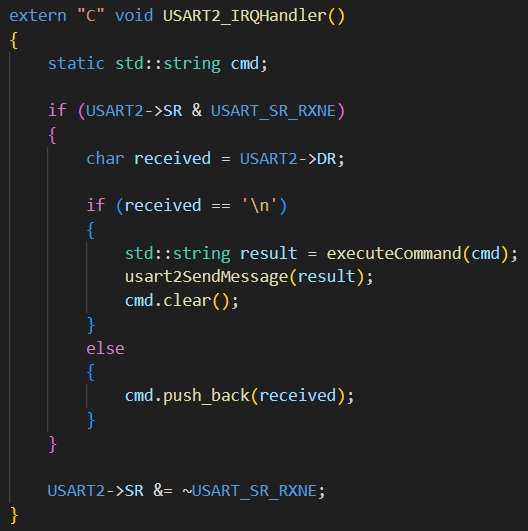 extern "C" void USART2_IRQHandler()
{
    static std::string cmd;

    if (USART2->SR & USART_SR_RXNE)
    {
        char received = USART2->DR;

        if (received == '\n')
        {
            std::string result = executeCommand(cmd);
            usart2SendMessage(result);
            cmd.clear();
        }
        else
        {
            cmd.push_back(received);
        }
    }

    USART2->SR &= ~USART_SR_RXNE;
}